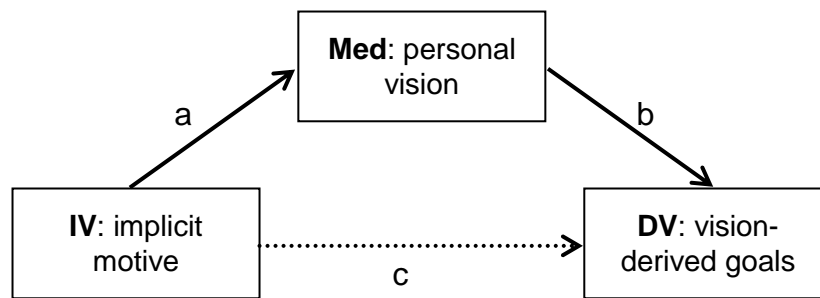 Med: personal
vision
a
b
IV: implicit
motive
DV: vision-
derived goals
c